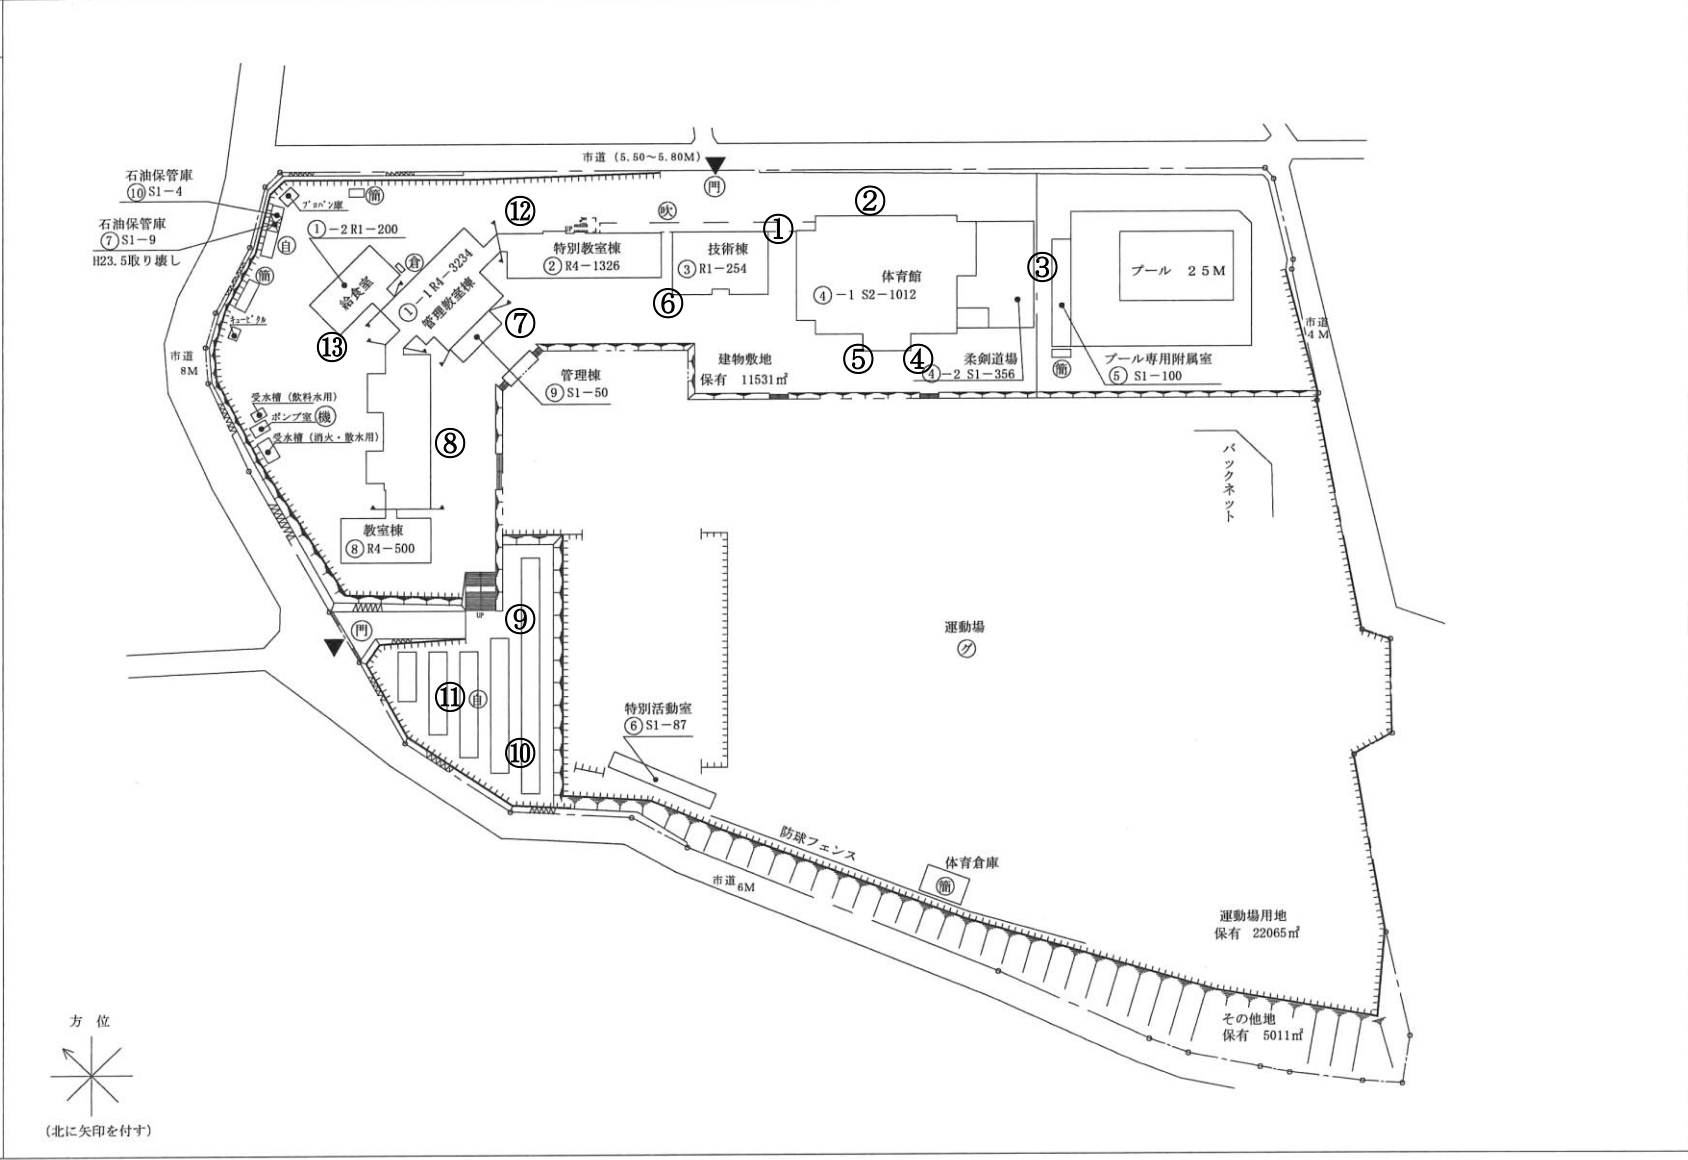 市道 (5.50～5.80M)
門
石油保管庫
⑩ S1-4
石油保管庫
⑦ S1-9
H23.5取り壊し
プロパン庫
簡
①-2 R1-200
自
簡
キュービクル
給食室
倉
①-1 R4-3234
管理教室棟
⑫
UP
特別教室棟
② R4-1326
吹
技術棟
③ R1-254
①
②
体育館
④-1 S2-1012
③
プール 25M
市道
4M
⑥
⑦
⑬
⑤
④
建物敷地
保有 11531㎡
柔剣道場
④-2 S1-356
簡
プール専用附属室
⑤ S1-100
管理棟
⑨ S1-50
市道
8M
受水槽 (飲料水用)
ポンプ室 機
受水槽 (消火・散水用)
⑧
教室棟
⑧ R4-500
バックネット
UP
門
⑨
⑪
自
⑩
運動場
グ
特別活動室
⑥ S1-87
防球フェンス
体育倉庫
簡
市道 6M
運動場用地
保有 22065㎡
その他地
保有 5011㎡
方 位
(北に矢印を付す)